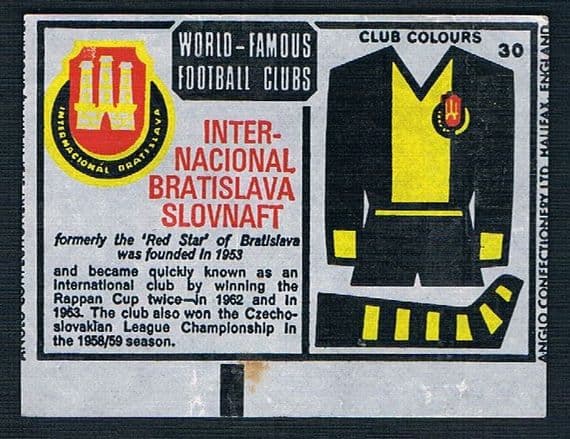 WORLD-FAMOUS
FOOTBALL CLUBS
INTERNACIONÁL BRATISLAVA
INTER-
NACIONAL
BRATISLAVA
SLOVNAFT
formerly the 'Red Star' of Bratislava
was founded in 1953
and became quickly known as an
international club by winning the
Rappan Cup twice—in 1962 and in
1963. The club also won the Czecho-
slovakian League Championship in
the 1958/59 season.
CLUB COLOURS
30
ANGLO CONFECTIONERY LTD. HALIFAX, ENGLAND